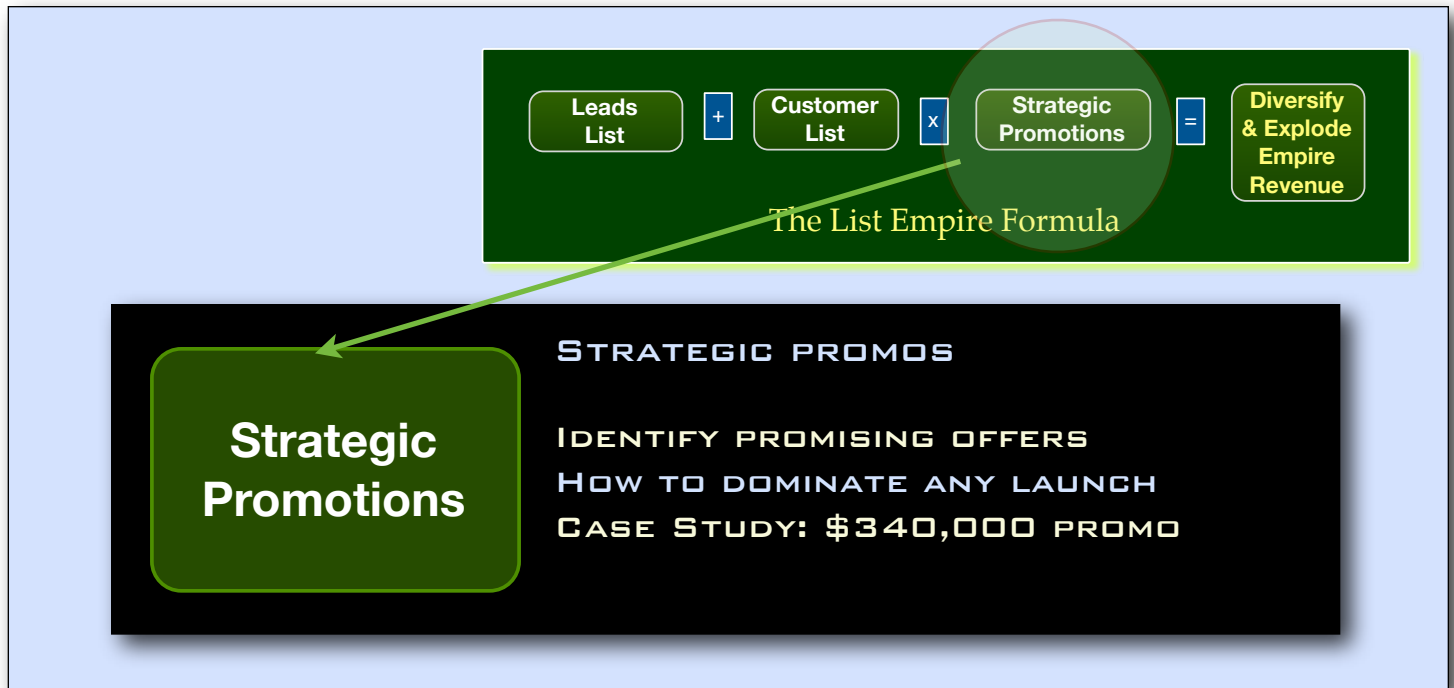 Leads
List
+
Customer
List
x
Strategic
Promotions
=
Diversify
& Explode
Empire
Revenue
The List Empire Formula
Strategic
Promotions
Strategic promos
Identify promising offers
How to dominate any launch
Case Study: $340,000 promo